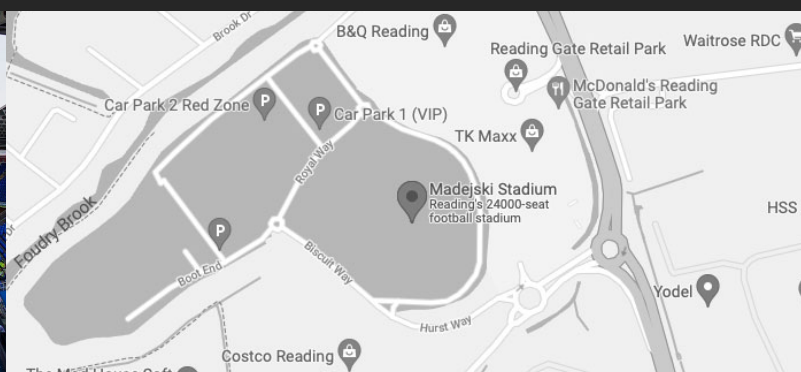 Brook Dr
B&Q Reading
Reading Gate Retail Park
Waitrose RDC
McDonald's Reading
Gate Retail Park
Car Park 2 Red Zone
P
P
Car Park 1 (VIP)
TK Maxx
Royal Way
Madejski Stadium
Reading's 24000-seat
football stadium
HSS
Foudry Brook
Dr
P
Boot End
Biscuit Way
Yodel
Hurst Way
Costco Reading